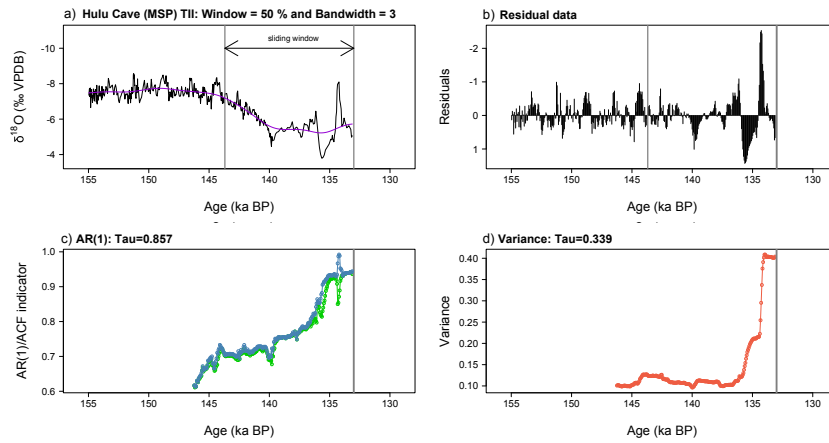 a) Hulu Cave (MSP) TII: Window = 50 % and Bandwidth = 3
sliding window
-10
-8
-6
-4
δ18O (‰ VPDB)
155 150 145 140 135 130
Age (ka BP)
b) Residual data
-2
-1
0
1
Residuals
155 150 145 140 135 130
Age (ka BP)
c) AR(1): Tau=0.857
1.0
0.9
0.8
0.7
0.6
AR(1)/ACF indicator
155 150 145 140 135 130
Age (ka BP)
d) Variance: Tau=0.339
0.40
0.35
0.30
0.25
0.20
0.15
0.10
Variance
155 150 145 140 135 130
Age (ka BP)